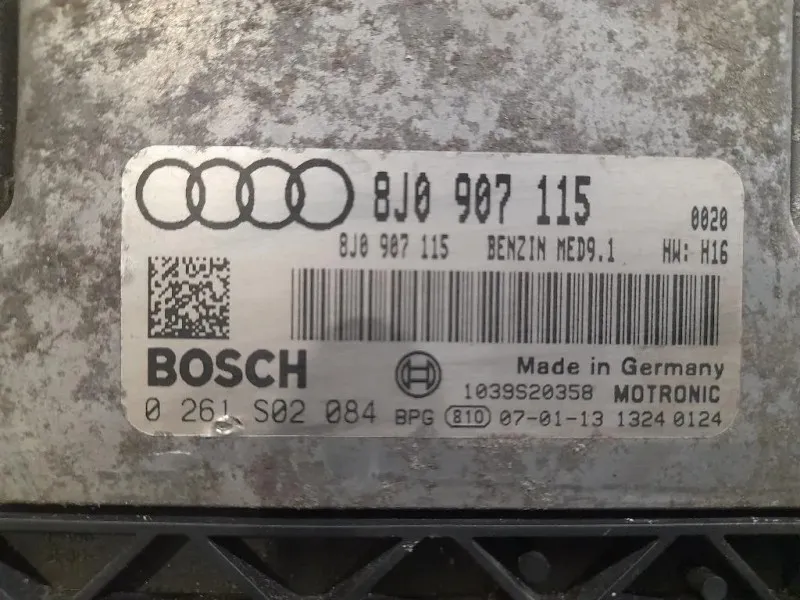 8J0 907 115 0020
8J0 907 115 BENZIN MED9.1 HW: H16
BOSCH Made in Germany
1039S20358 MOTRONIC
0 261 S02 084 BPG 810 07-01-13 1324 0124